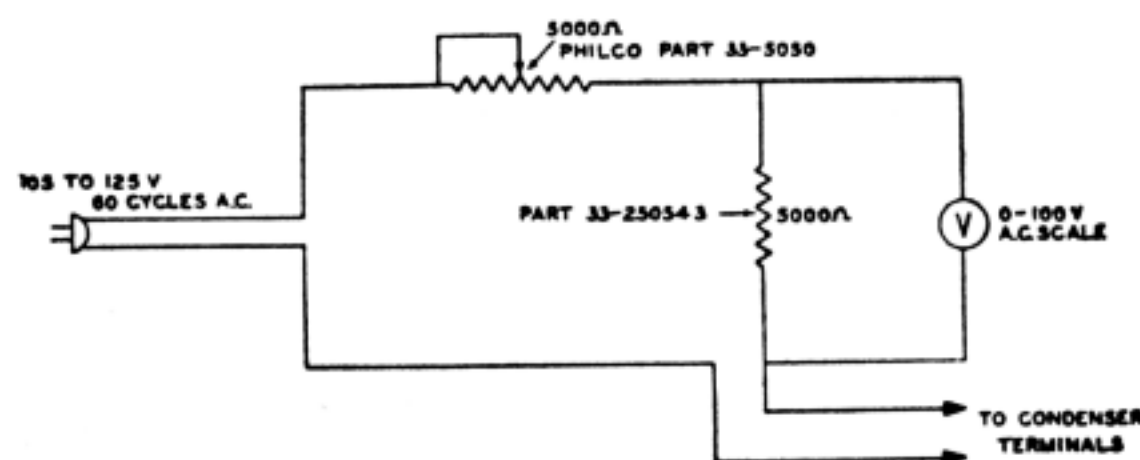 5000Ω
PHILCO PART 33-5050
105 TO 125 V
60 CYCLES A.C.
PART 33-250543
5000Ω
V
0-100 V
A.C. SCALE
TO CONDENSER
TERMINALS